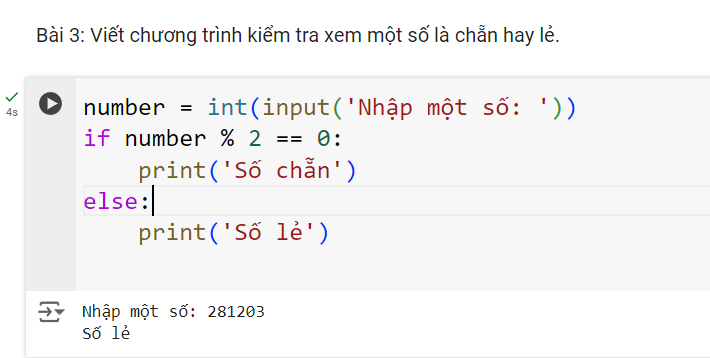 Bài 3: Viết chương trình kiểm tra xem một số là chẵn hay lẻ.
4s
number = int(input('Nhập một số: '))
if number % 2 == 0:
    print('Số chẵn')
else:
    print('Số lẻ')
Nhập một số: 281203
Số lẻ